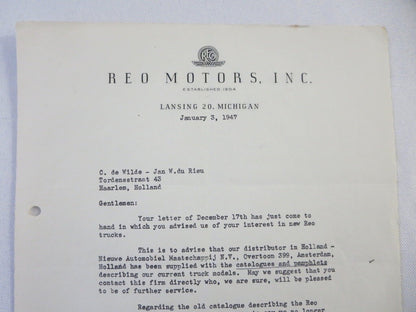 REO
REO MOTORS, INC.
ESTABLISHED 1904
LANSING 20, MICHIGAN
January 3, 1947
C. de Wilde - Jan W.du Rieu
Tordenastraat 43
Haarlem, Holland
Gentlemen:
Your letter of December 17th has just come to
hand in which you advised us of your interest in new Reo
trucks.
This is to advise that our distributor in Holland -
Nieuwe Automobiel Maatschappij N.V., Overtoon 399, Amsterdam,
Holland has been supplied with the catalogues and pamphlets
describing our current truck models. May we suggest that you
contact this firm directly who, we are sure, will be pleased
to be of further service.
Regarding the old catalogue describing the Reo
no longer